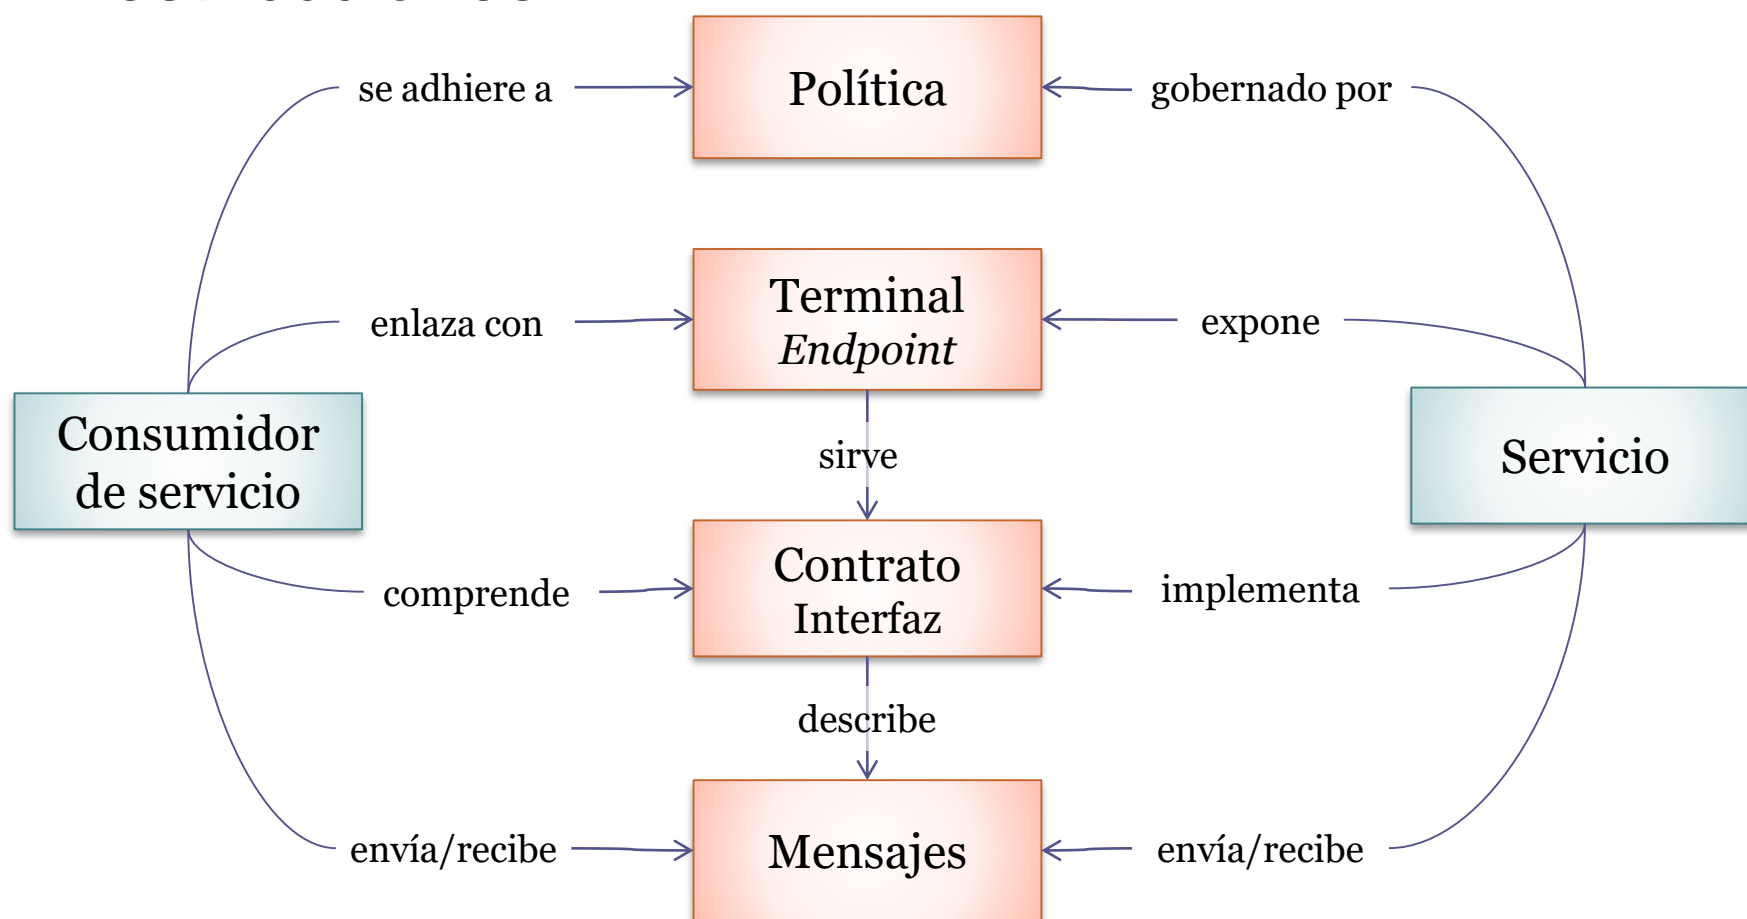 se adhiere a
Política
gobernado por
enlaza con
Terminal
Endpoint
expone
Consumidor
de servicio
sirve
Servicio
comprende
Contrato
Interfaz
implementa
describe
envía/recibe
Mensajes
envía/recibe